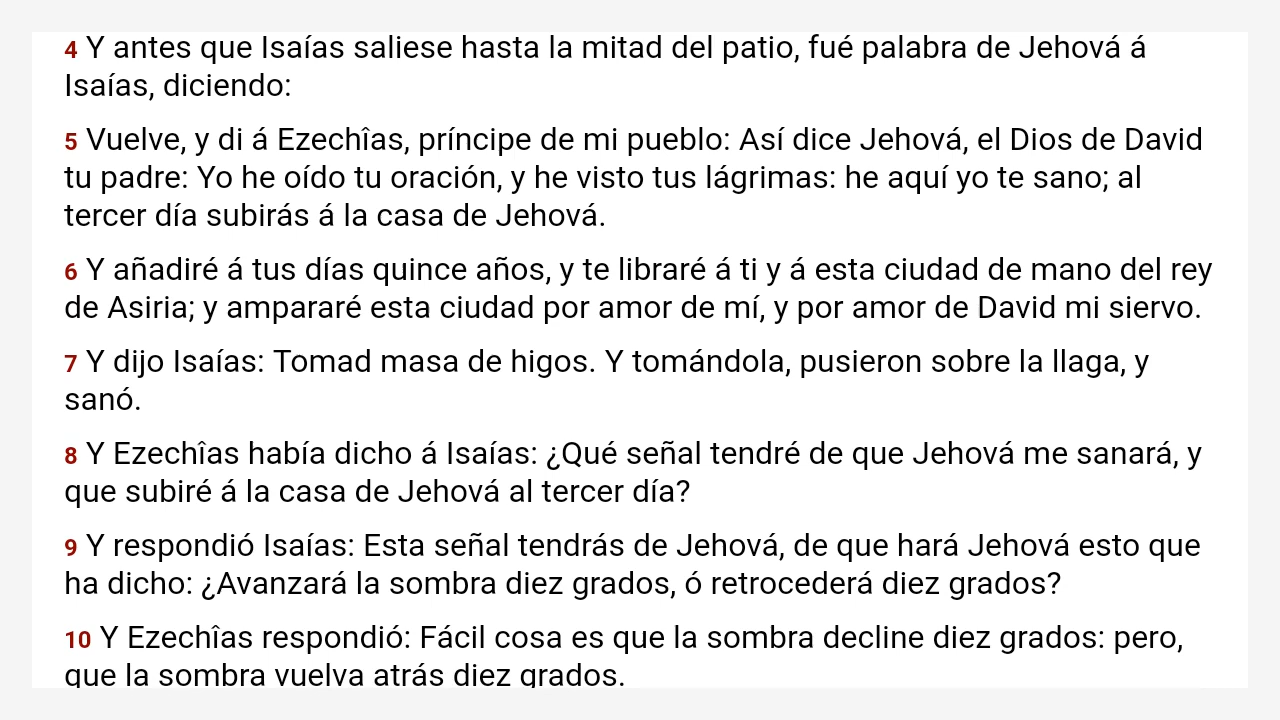 4 Y antes que Isaías saliese hasta la mitad del patio, fué palabra de Jehová á
Isaías, diciendo:
5 Vuelve, y di á Ezechîas, príncipe de mi pueblo: Así dice Jehová, el Dios de David
tu padre: Yo he oído tu oración, y he visto tus lágrimas: he aquí yo te sano; al
tercer día subirás á la casa de Jehová.
6 Y añadiré á tus días quince años, y te libraré á ti y á esta ciudad de mano del rey
de Asiria; y ampararé esta ciudad por amor de mí, y por amor de David mi siervo.
7 Y dijo Isaías: Tomad masa de higos. Y tomándola, pusieron sobre la llaga, y
sanó.
8 Y Ezechîas había dicho á Isaías: ¿Qué señal tendré de que Jehová me sanará, y
que subiré á la casa de Jehová al tercer día?
9 Y respondió Isaías: Esta señal tendrás de Jehová, de que hará Jehová esto que
ha dicho: ¿Avanzará la sombra diez grados, ó retrocederá diez grados?
10 Y Ezechîas respondió: Fácil cosa es que la sombra decline diez grados: pero,
que la sombra vuelva atrás diez grados.